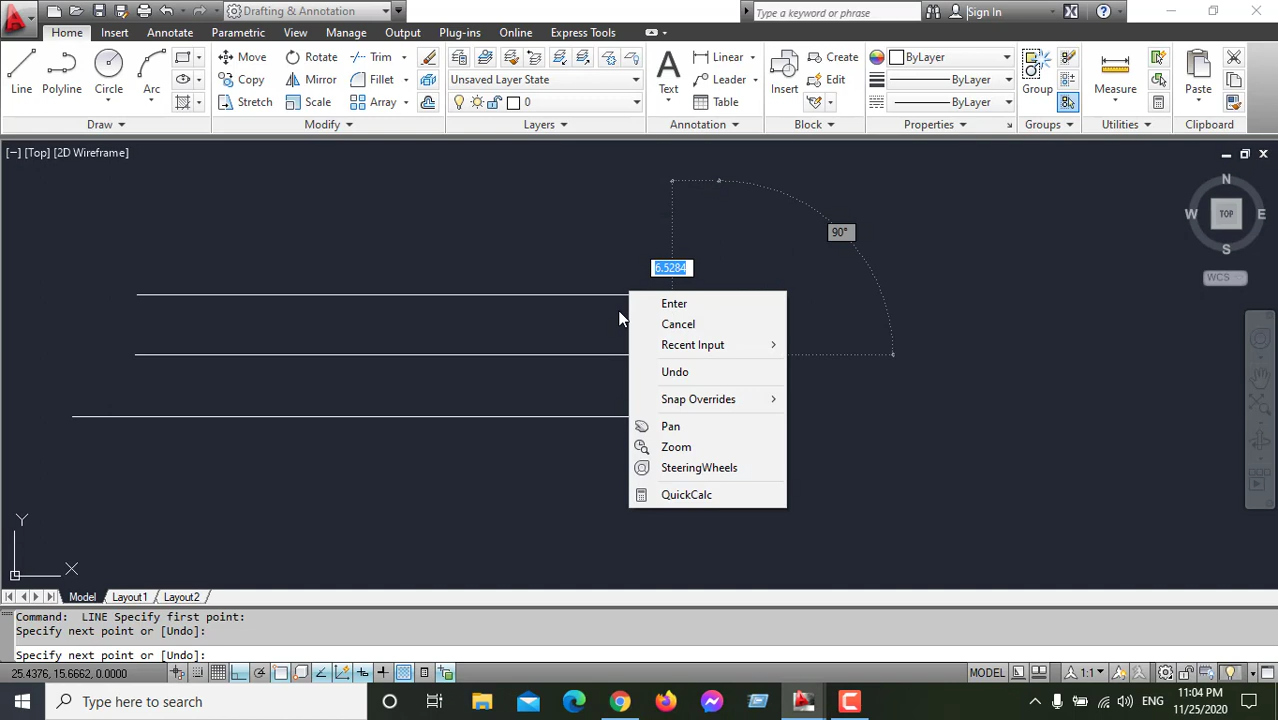 Drafting & Annotation
Type a keyword or phrase
Sign In
Home Insert Annotate Parametric View Manage Output Plug-ins Online Express Tools
Line Polyline Circle Arc
Move Rotate Trim
Copy Mirror Fillet
Stretch Scale Array
Unsaved Layer State
0
Text Linear
Leader
Table
Insert Create
Edit
ByLayer
ByLayer
ByLayer
Group Measure Paste
Draw Modify Layers Annotation Block Properties Groups Utilities Clipboard
[−] [Top] [2D Wireframe]
N
W TOP E
S
WCS
90°
6.5284
Enter
Cancel
Recent Input
Undo
Snap Overrides
Pan
Zoom
SteeringWheels
QuickCalc
Y
X
Model Layout1 Layout2
Command: LINE Specify first point:
Specify next point or [Undo]:
Specify next point or [Undo]:
25.4376, 15.6662, 0.0000
MODEL
1:1
Type here to search
ENG
11:04 PM
11/25/2020